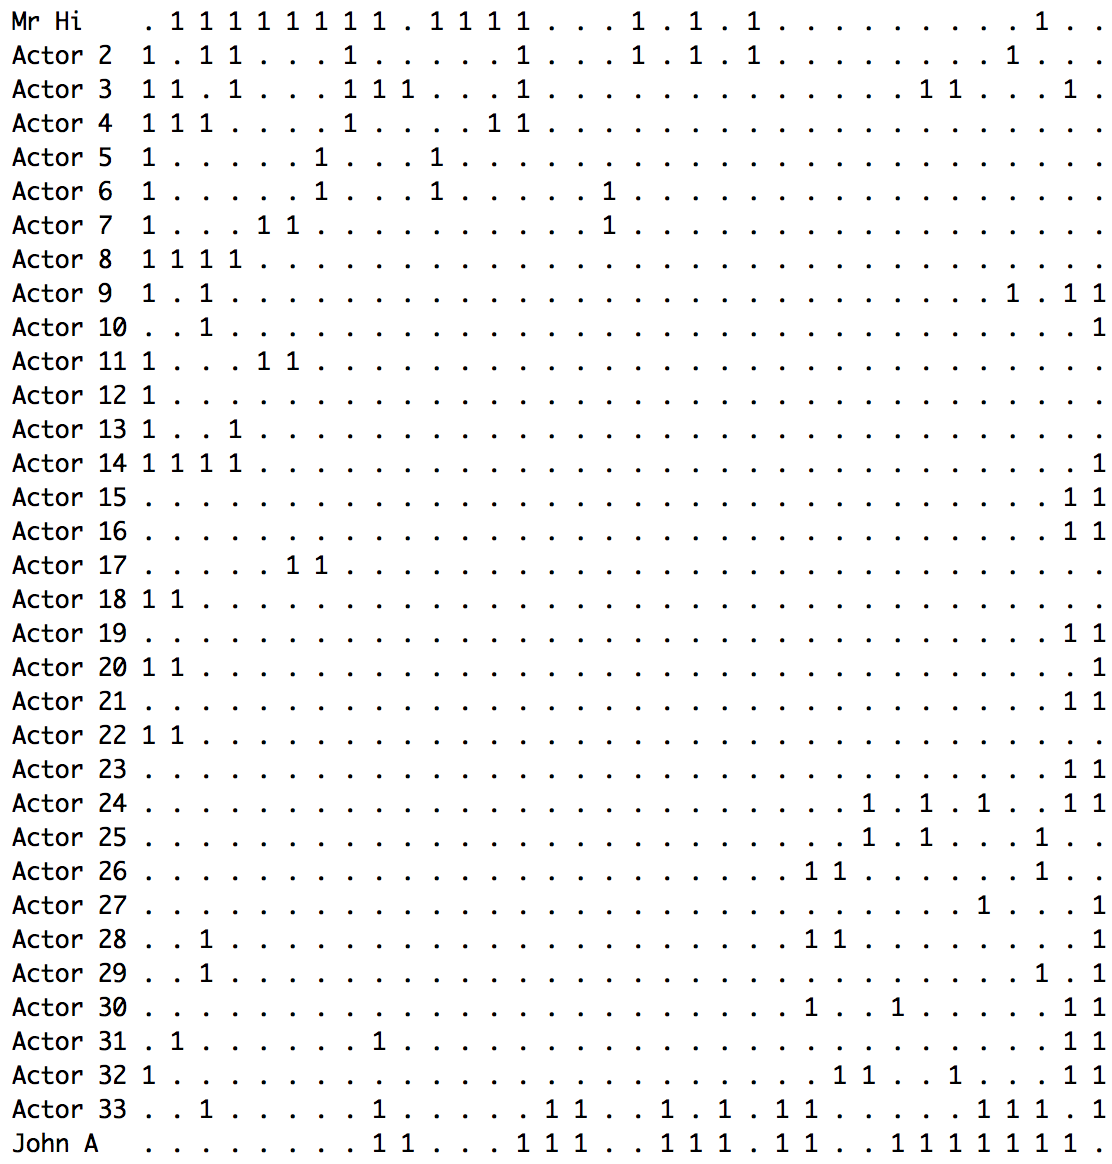 Mr Hi . 1 1 1 1 1 1 1 1 . 1 1 1 1 . . . 1 . 1 . 1 . . . . . . . . . 1 . .
Actor 2 1 . 1 1 . . . 1 . . . . . 1 . . . 1 . 1 . 1 . . . . . . . . 1 . . .
Actor 3 1 1 . 1 . . . 1 1 1 . . . 1 . . . . . . . . . . . . . 1 1 . . . 1 .
Actor 4 1 1 1 . . . . 1 . . . . 1 1 . . . . . . . . . . . . . . . . . . . .
Actor 5 1 . . . . . 1 . . . 1 . . . . . . . . . . . . . . . . . . . . . . .
Actor 6 1 . . . . . 1 . . . 1 . . . . . 1 . . . . . . . . . . . . . . . . .
Actor 7 1 . . . 1 1 . . . . . . . . . . 1 . . . . . . . . . . . . . . . . .
Actor 8 1 1 1 1 . . . . . . . . . . . . . . . . . . . . . . . . . . . . . .
Actor 9 1 . 1 . . . . . . . . . . . . . . . . . . . . . . . . . . . 1 . 1 1
Actor 10 . . 1 . . . . . . . . . . . . . . . . . . . . . . . . . . . . . . 1
Actor 11 1 . . . 1 1 . . . . . . . . . . . . . . . . . . . . . . . . . . . .
Actor 12 1 . . . . . . . . . . . . . . . . . . . . . . . . . . . . . . . . .
Actor 13 1 . . 1 . . . . . . . . . . . . . . . . . . . . . . . . . . . . . .
Actor 14 1 1 1 1 . . . . . . . . . . . . . . . . . . . . . . . . . . . . . 1
Actor 15 . . . . . . . . . . . . . . . . . . . . . . . . . . . . . . . . 1 1
Actor 16 . . . . . . . . . . . . . . . . . . . . . . . . . . . . . . . . 1 1
Actor 17 . . . . . 1 1 . . . . . . . . . . . . . . . . . . . . . . . . . . .
Actor 18 1 1 . . . . . . . . . . . . . . . . . . . . . . . . . . . . . . . .
Actor 19 . . . . . . . . . . . . . . . . . . . . . . . . . . . . . . . . 1 1
Actor 20 1 1 . . . . . . . . . . . . . . . . . . . . . . . . . . . . . . . 1
Actor 21 . . . . . . . . . . . . . . . . . . . . . . . . . . . . . . . . 1 1
Actor 22 1 1 . . . . . . . . . . . . . . . . . . . . . . . . . . . . . . . .
Actor 23 . . . . . . . . . . . . . . . . . . . . . . . . . . . . . . . . 1 1
Actor 24 . . . . . . . . . . . . . . . . . . . . . . . . . 1 . 1 . 1 . . 1 1
Actor 25 . . . . . . . . . . . . . . . . . . . . . . . . . 1 . 1 . . . 1 . .
Actor 26 . . . . . . . . . . . . . . . . . . . . . . . 1 1 . . . . . . 1 . .
Actor 27 . . . . . . . . . . . . . . . . . . . . . . . . . . . . . 1 . . . 1
Actor 28 . . 1 . . . . . . . . . . . . . . . . . . . . 1 1 . . . . . . . . 1
Actor 29 . . 1 . . . . . . . . . . . . . . . . . . . . . . . . . . . . 1 . 1
Actor 30 . . . . . . . . . . . . . . . . . . . . . . . 1 . . 1 . . . . . 1 1
Actor 31 . 1 . . . . . . 1 . . . . . . . . . . . . . . . . . . . . . . . 1 1
Actor 32 1 . . . . . . . . . . . . . . . . . . . . . . . 1 1 . . 1 . . . 1 1
Actor 33 . . 1 . . . . . 1 . . . . . 1 1 . . 1 . 1 . 1 1 . . . . . 1 1 1 . 1
John A . . . . . . . . 1 1 . . . 1 1 1 . . 1 1 1 . 1 1 . . 1 1 1 1 1 1 1 .